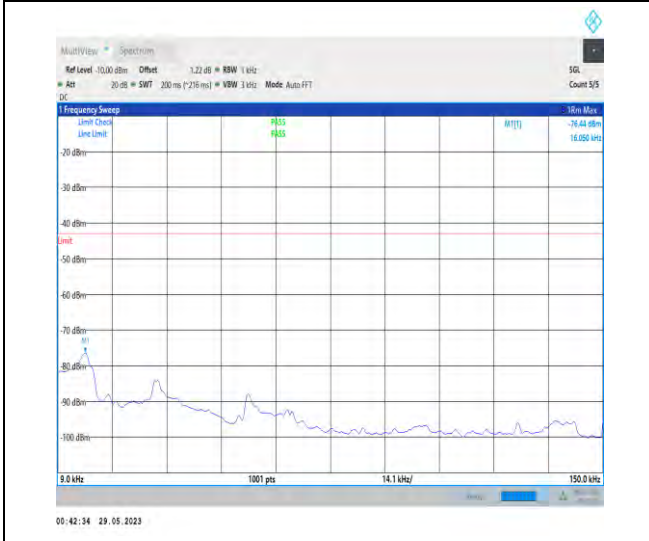 MultiView Spectrum
Ref Level -10.00 dBm Offset 1.22 dB RBW 1 kHz SGL
Att 20 dB SWT 200 ms (~216 ms) VBW 3 kHz Mode Auto FFT Count 5/5
DC
1 Frequency Sweep 1Rm Max
Limit Check PASS M1[1] -76.44 dBm
Line Limit PASS 16.050 kHz
-20 dBm
-30 dBm
-40 dBm
Limit
-50 dBm
-60 dBm
-70 dBm
M1
-80 dBm
-90 dBm
-100 dBm
9.0 kHz 1001 pts 14.1 kHz/ 150.0 kHz
00:42:34 29.05.2023